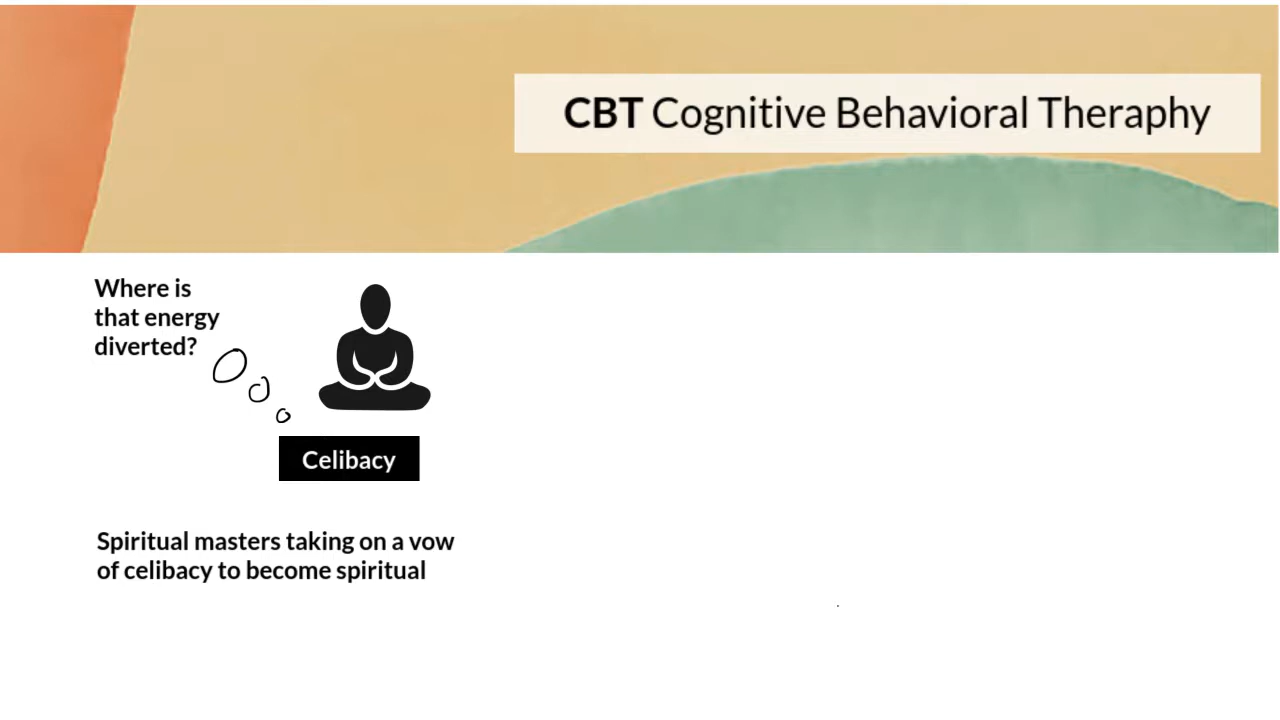 CBT Cognitive Behavioral Theraphy
Where is
that energy
diverted?
Celibacy
Spiritual masters taking on a vow
of celibacy to become spiritual